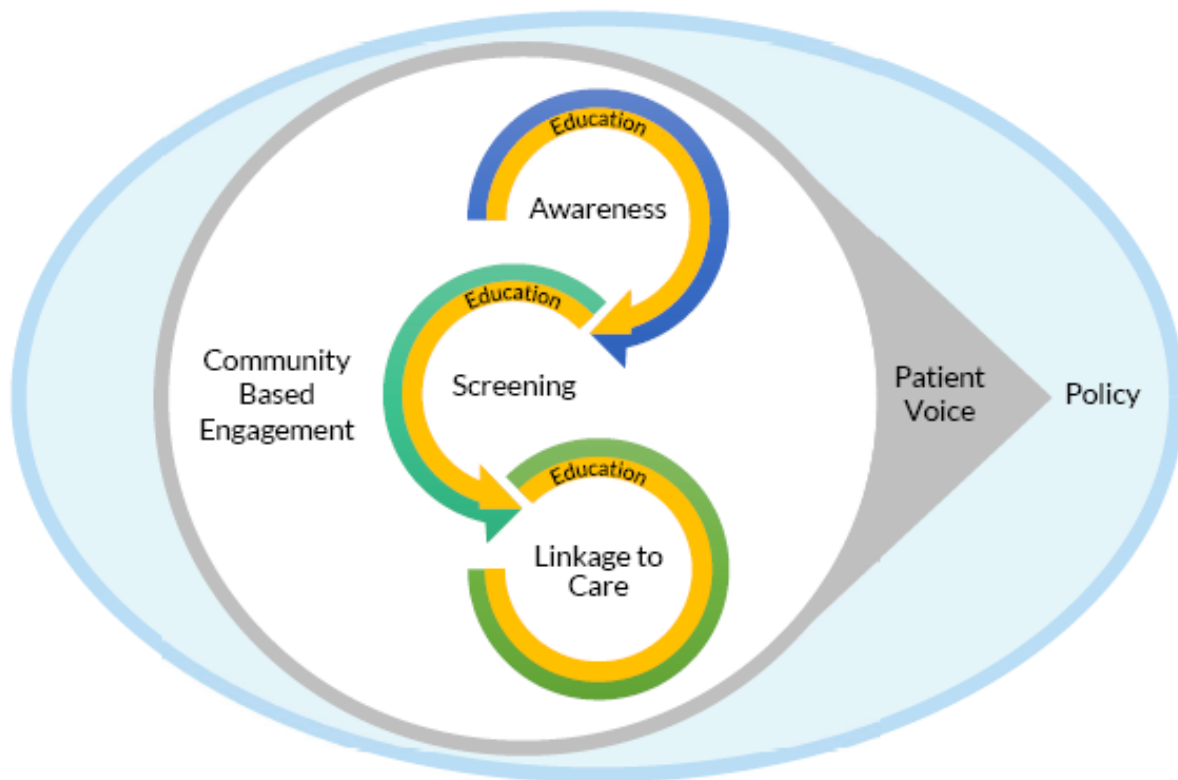 Education
Awareness
Education
Screening
Community
Based
Engagement
Patient
Voice
Policy
Education
Linkage to
Care